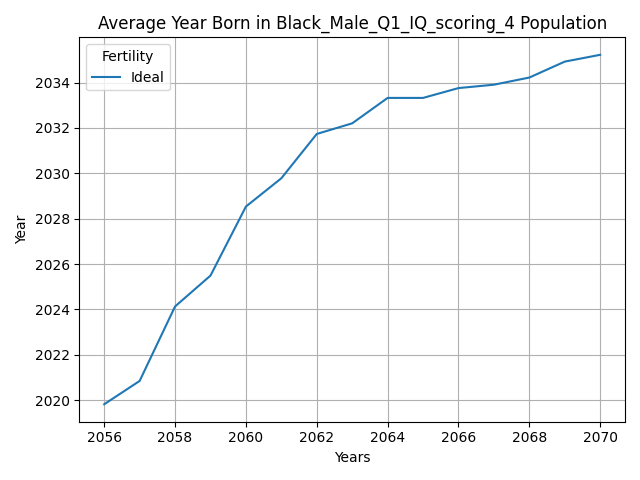 Average Year Born in Black_Male_Q1_IQ_scoring_4 Population
Fertility
Ideal
Year
2034
2032
2030
2028
2026
2024
2022
2020
2056 2058 2060 2062 2064 2066 2068 2070
Years